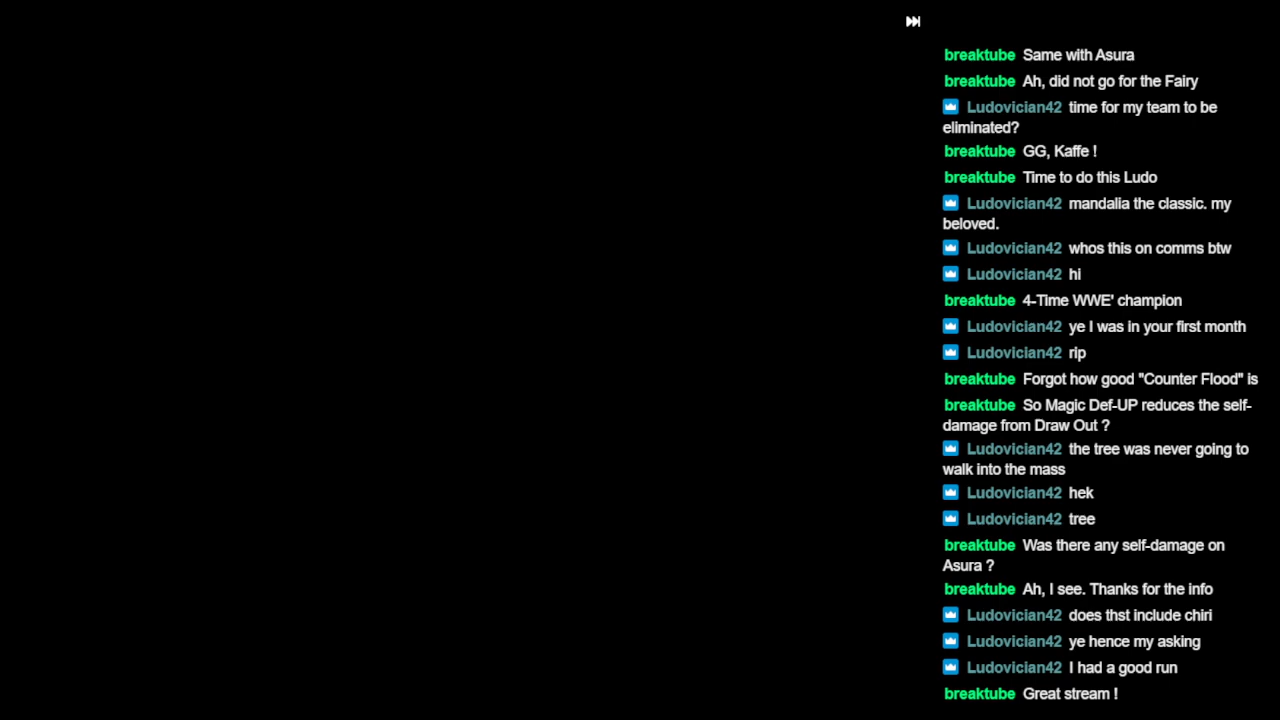 breaktube Same with Asura
breaktube Ah, did not go for the Fairy
Ludovician42 time for my team to be
eliminated?
breaktube GG, Kaffe !
breaktube Time to do this Ludo
Ludovician42 mandalia the classic. my
beloved.
Ludovician42 whos this on comms btw
Ludovician42 hi
breaktube 4-Time WWE' champion
Ludovician42 ye I was in your first month
Ludovician42 rip
breaktube Forgot how good "Counter Flood" is
breaktube So Magic Def-UP reduces the self-
damage from Draw Out ?
Ludovician42 the tree was never going to
walk into the mass
Ludovician42 hek
Ludovician42 tree
breaktube Was there any self-damage on
Asura ?
breaktube Ah, I see. Thanks for the info
Ludovician42 does thst include chiri
Ludovician42 ye hence my asking
Ludovician42 I had a good run
breaktube Great stream !